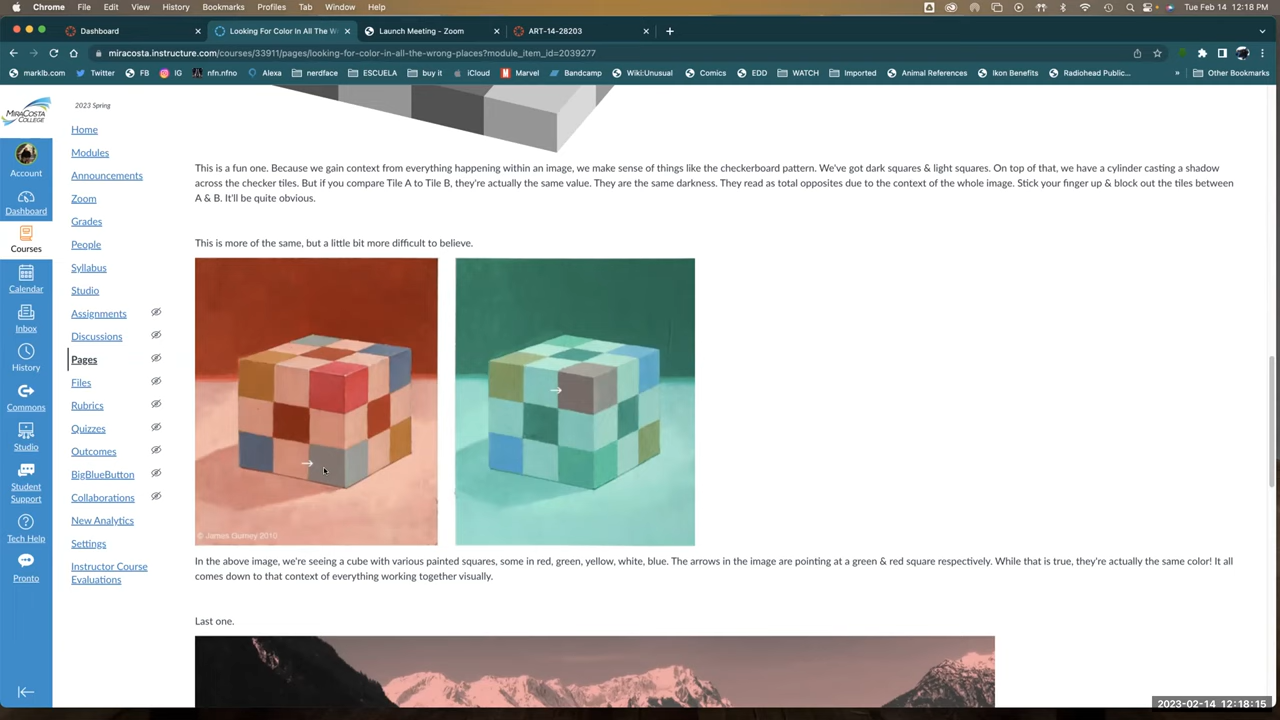 Chrome File Edit View History Bookmarks Profiles Tab Window Help Tue Feb 14 12:18 PM
Dashboard Looking For Color In All The W Launch Meeting - Zoom ART-14-28203
miracosta.instructure.com/courses/33911/pages/looking-for-color-in-all-the-wrong-places?module_item_id=2039277
marklb.com Twitter FB IG nfn.nfno Alexa nerdface ESCUELA buy it iCloud Marvel Bandcamp Wiki:Unusual Comics EDD WATCH Imported Animal References Ikon Benefits Radiohead Public... » Other Bookmarks
MIRACOSTA
COLLEGE
Account
Dashboard
Courses
Calendar
Inbox
History
Commons
Studio
Student
Support
Tech Help
Pronto
2023 Spring
Home
Modules
Announcements
Zoom
Grades
People
Syllabus
Studio
Assignments
Discussions
Pages
Files
Rubrics
Quizzes
Outcomes
BigBlueButton
Collaborations
New Analytics
Settings
Instructor Course
Evaluations
This is a fun one. Because we gain context from everything happening within an image, we make sense of things like the checkerboard pattern. We've got dark squares & light squares. On top of that, we have a cylinder casting a shadow
across the checker tiles. But if you compare Tile A to Tile B, they're actually the same value. They are the same darkness. They read as total opposites due to the context of the whole image. Stick your finger up & block out the tiles between
A & B. It'll be quite obvious.
This is more of the same, but a little bit more difficult to believe.
© James Gurney 2010
In the above image, we're seeing a cube with various painted squares, some in red, green, yellow, white, blue. The arrows in the image are pointing at a green & red square respectively. While that is true, they're actually the same color! It all
comes down to that context of everything working together visually.
Last one.
2023-02-14 12:18:15